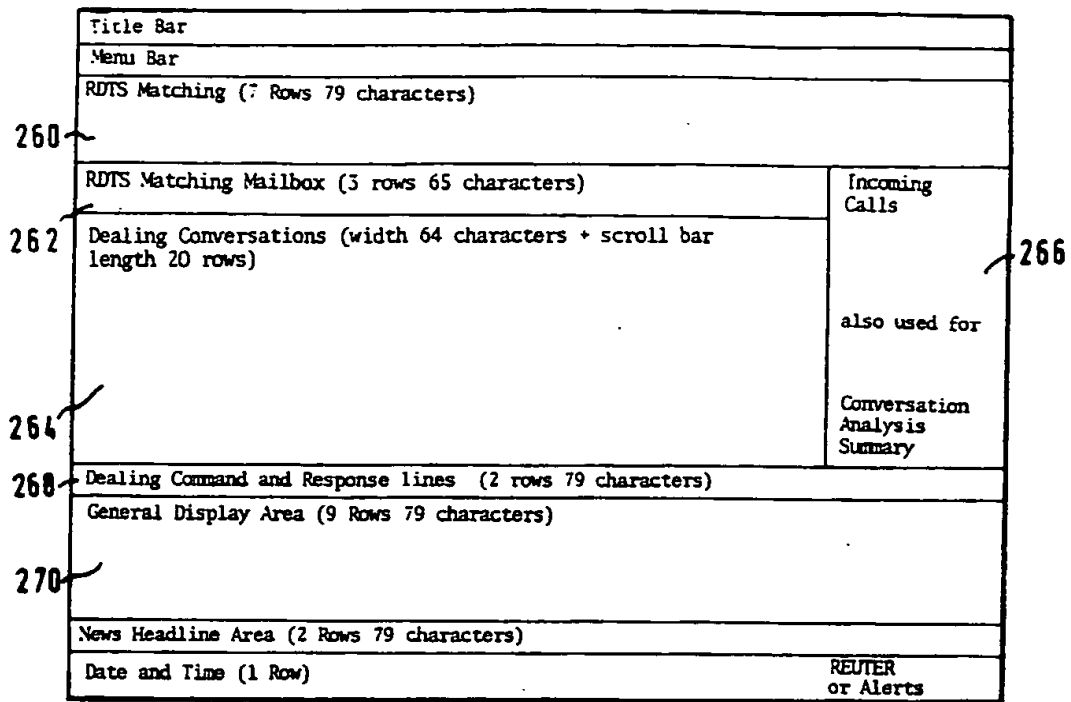 Title Bar
Menu Bar
RDTS Matching (7 Rows 79 characters)
260
RDTS Matching Mailbox (3 rows 65 characters)
Incoming
Calls
262
Dealing Conversations (width 64 characters + scroll bar
length 20 rows)
266
also used for
264
Conversation
Analysis
Summary
268
Dealing Command and Response lines (2 rows 79 characters)
General Display Area (9 Rows 79 characters)
270
News Headline Area (2 Rows 79 characters)
Date and Time (1 Row)
REUTER
or Alerts